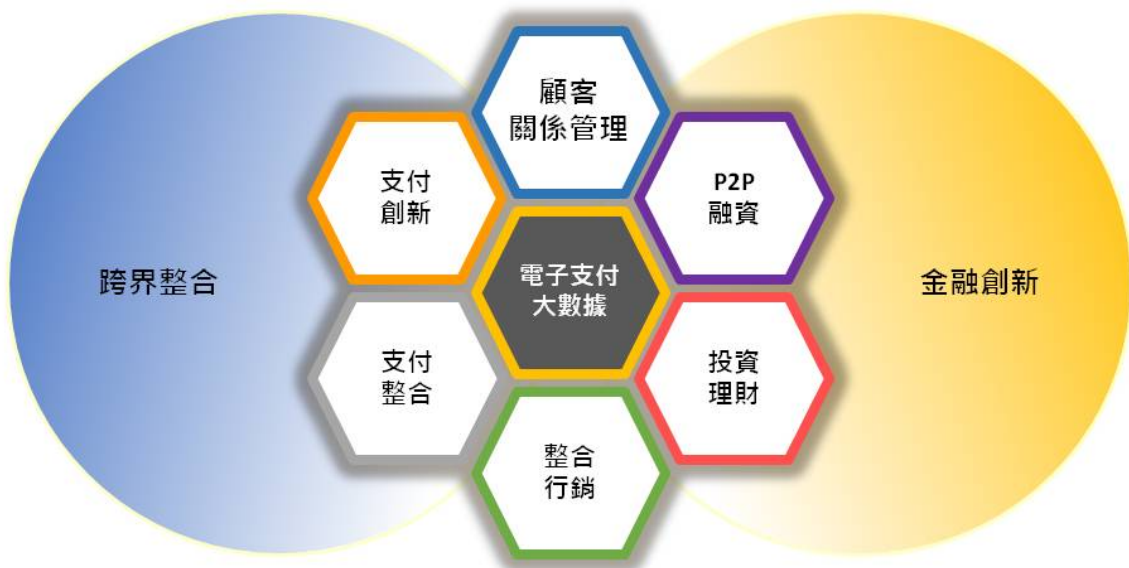 顧客
關係管理
支付
創新
P2P
融資
跨界整合
電子支付
大數據
金融創新
支付
整合
投資
理財
整合
行銷